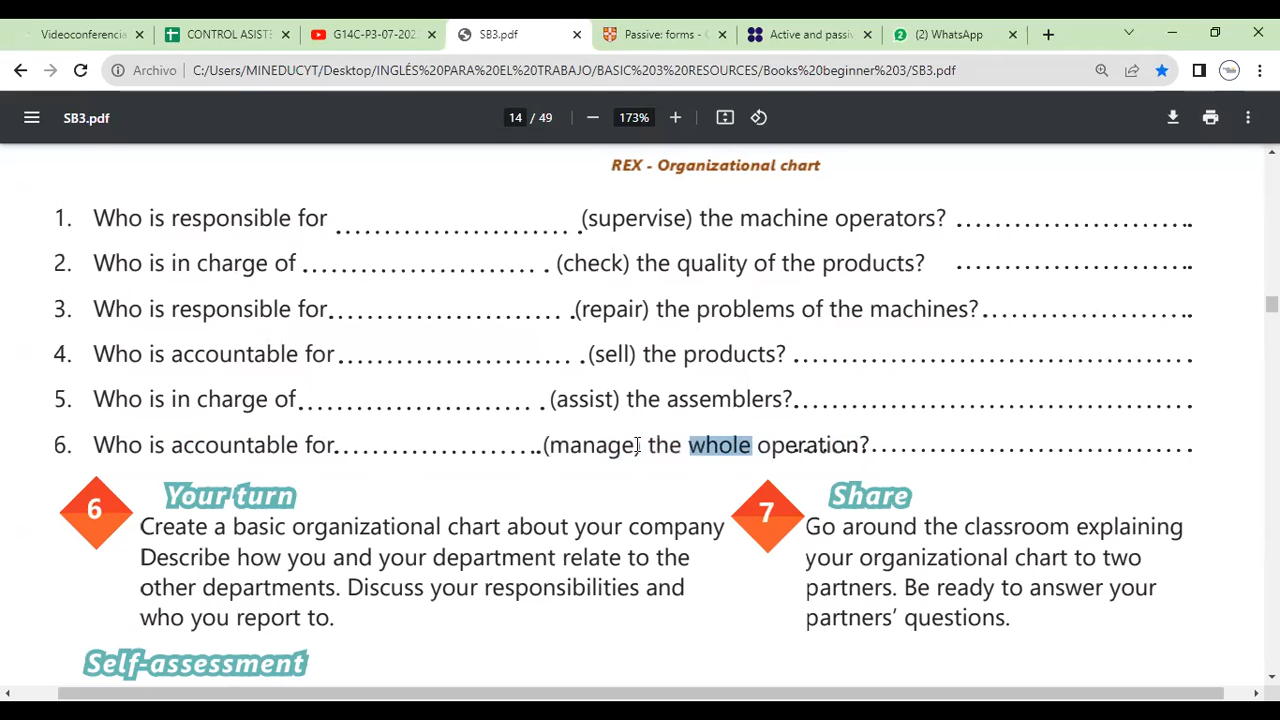 Videoconferencia
CONTROL ASISTE
G14C-P3-07-202
SB3.pdf
Passive: forms - G
Active and passiv
2 (2) WhatsApp
Archivo C:/Users/MINEDUCYT/Desktop/INGLÉS%20PARA%20EL%20TRABAJO/BASIC%203%20RESOURCES/Books%20beginner%203/SB3.pdf
SB3.pdf 14 / 49 173%
REX - Organizational chart
1. Who is responsible for ........................ (supervise) the machine operators? ........................
2. Who is in charge of ........................ (check) the quality of the products? ........................
3. Who is responsible for........................ (repair) the problems of the machines?........................
4. Who is accountable for........................ (sell) the products? ........................
5. Who is in charge of........................ (assist) the assemblers?........................
6. Who is accountable for........................(manage) the whole operation?........................
6 Your turn
Create a basic organizational chart about your company
Describe how you and your department relate to the
other departments. Discuss your responsibilities and
who you report to.
7 Share
Go around the classroom explaining
your organizational chart to two
partners. Be ready to answer your
partners’ questions.
Self-assessment